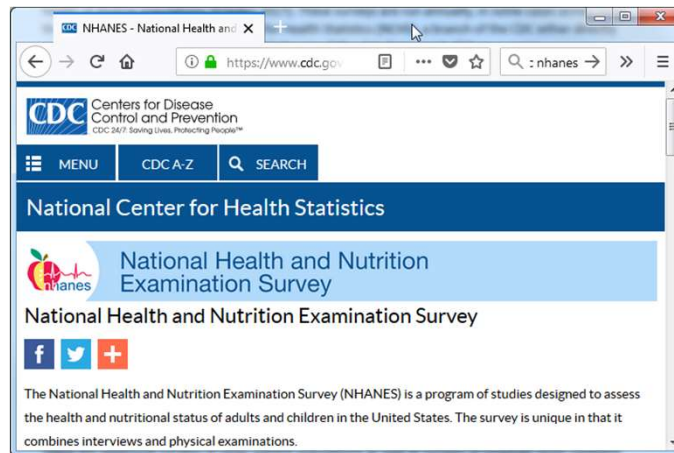 NHANES - National Health and
https://www.cdc.gov
: nhanes
CDC
Centers for Disease
Control and Prevention
CDC 24/7: Saving Lives. Protecting People™
MENU
CDC A-Z
SEARCH
National Center for Health Statistics
nhanes
National Health and Nutrition
Examination Survey
National Health and Nutrition Examination Survey
The National Health and Nutrition Examination Survey (NHANES) is a program of studies designed to assess
the health and nutritional status of adults and children in the United States. The survey is unique in that it
combines interviews and physical examinations.